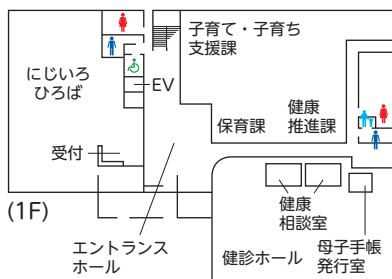 子育て・子育ち
支援課
にじいろ
ひろば
EV
保育課
健康
推進課
受付
(1F)
エントランス
ホール
健診ホール
健康
相談室
母子手帳
発行室